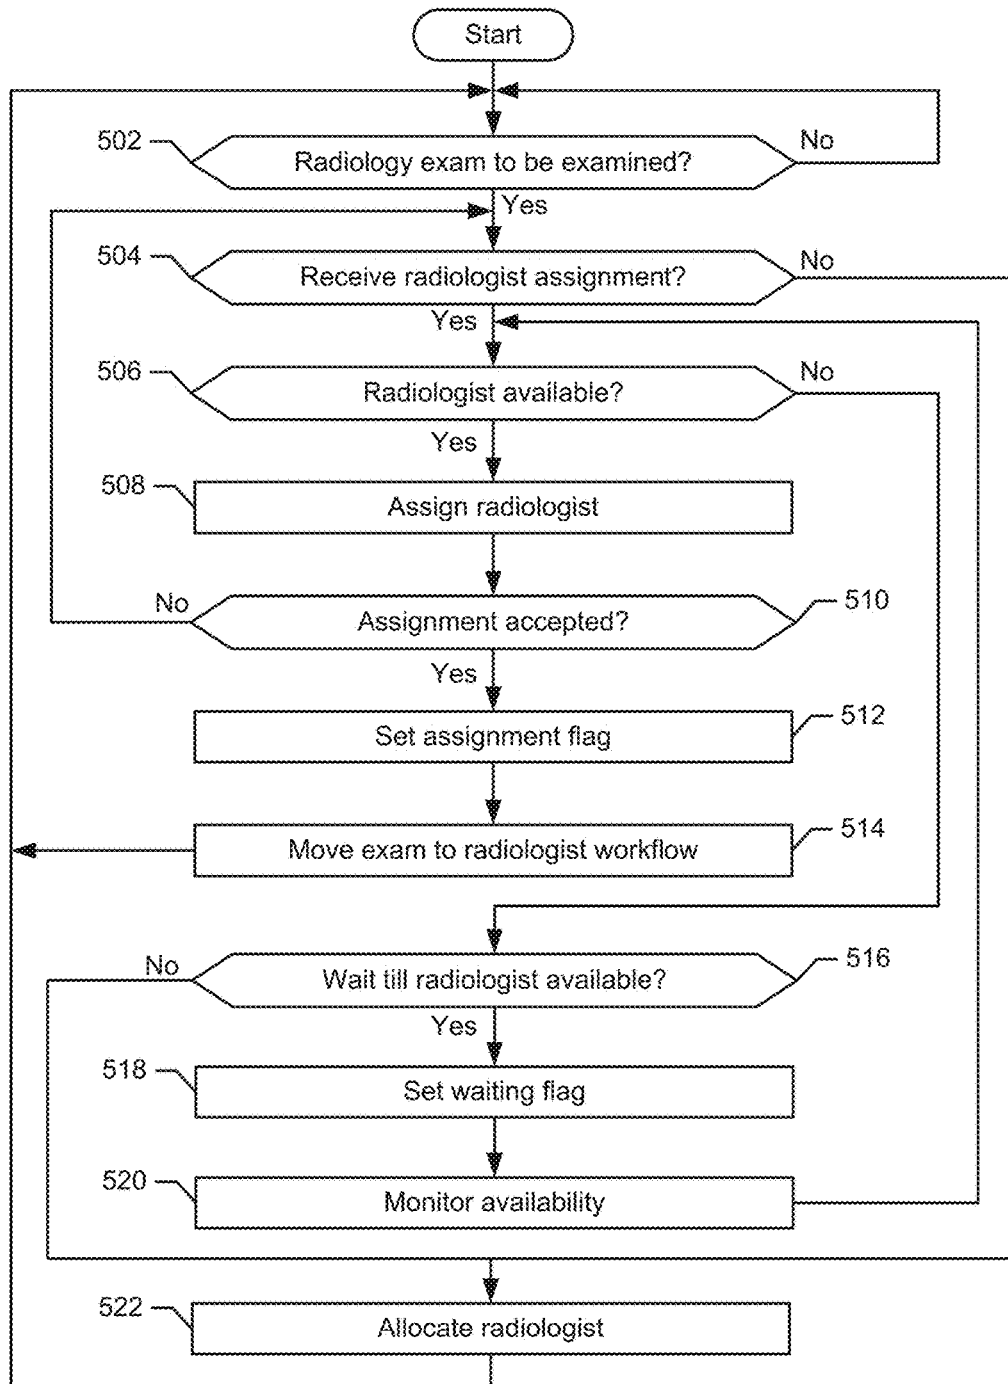 Start
502
Radiology exam to be examined?
No
Yes
504
Receive radiologist assignment?
No
Yes
506
Radiologist available?
No
Yes
508
Assign radiologist
No
Assignment accepted?
510
Yes
Set assignment flag
512
Move exam to radiologist workflow
514
No
Wait till radiologist available?
516
Yes
518
Set waiting flag
520
Monitor availability
522
Allocate radiologist